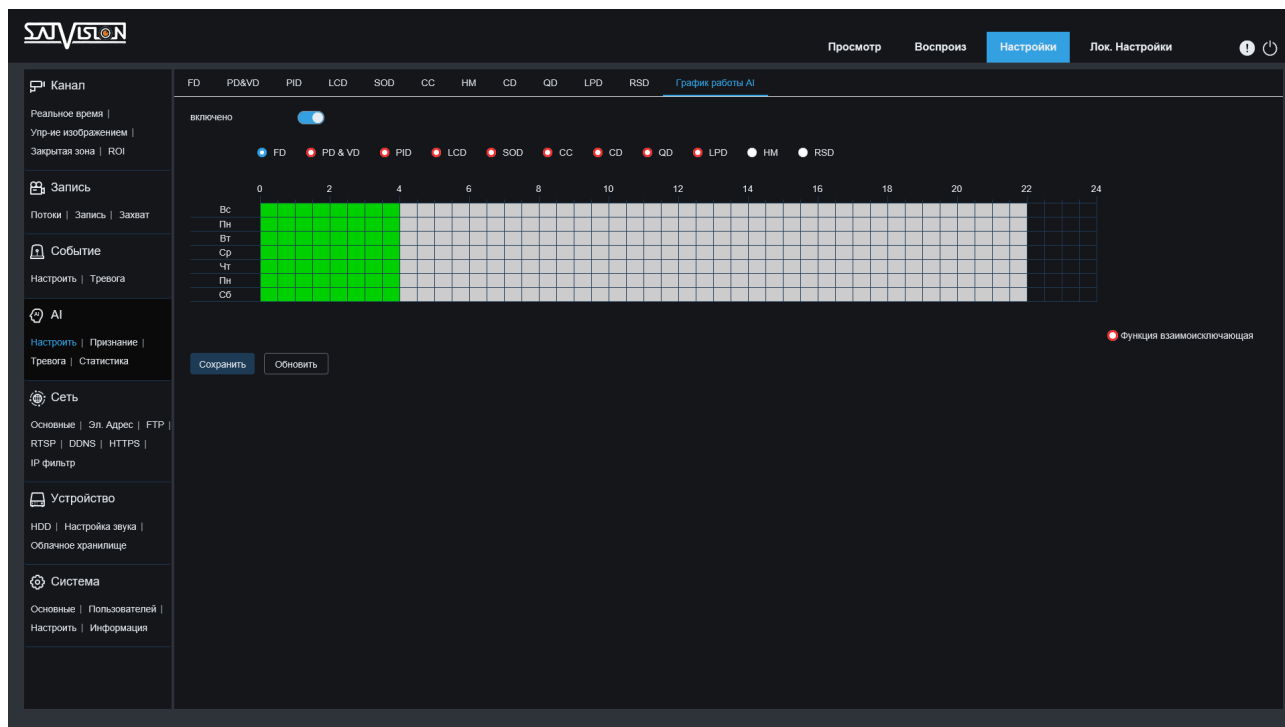 SATVISION
Просмотр Воспроиз Настройки Лок. Настройки
Канал
Реальное время |
Упр-ие изображением |
Закрытая зона | ROI
Запись
Потоки | Запись | Захват
Событие
Настроить | Тревога
AI
Настроить | Признание |
Тревога | Статистика
Сеть
Основные | Эл. Адрес | FTP |
RTSP | DDNS | HTTPS |
IP фильтр
Устройство
HDD | Настройка звука |
Облачное хранилище
Система
Основные | Пользователей |
Настроить | Информация
FD PD&VD PID LCD SOD CC HM CD QD LPD RSD График работы AI
включено
FD PD & VD PID LCD SOD CC CD QD LPD HM RSD
0 2 4 6 8 10 12 14 16 18 20 22 24
Вс
Пн
Вт
Ср
Чт
Пн
Сб
Функция взаимоисключающая
Сохранить Обновить